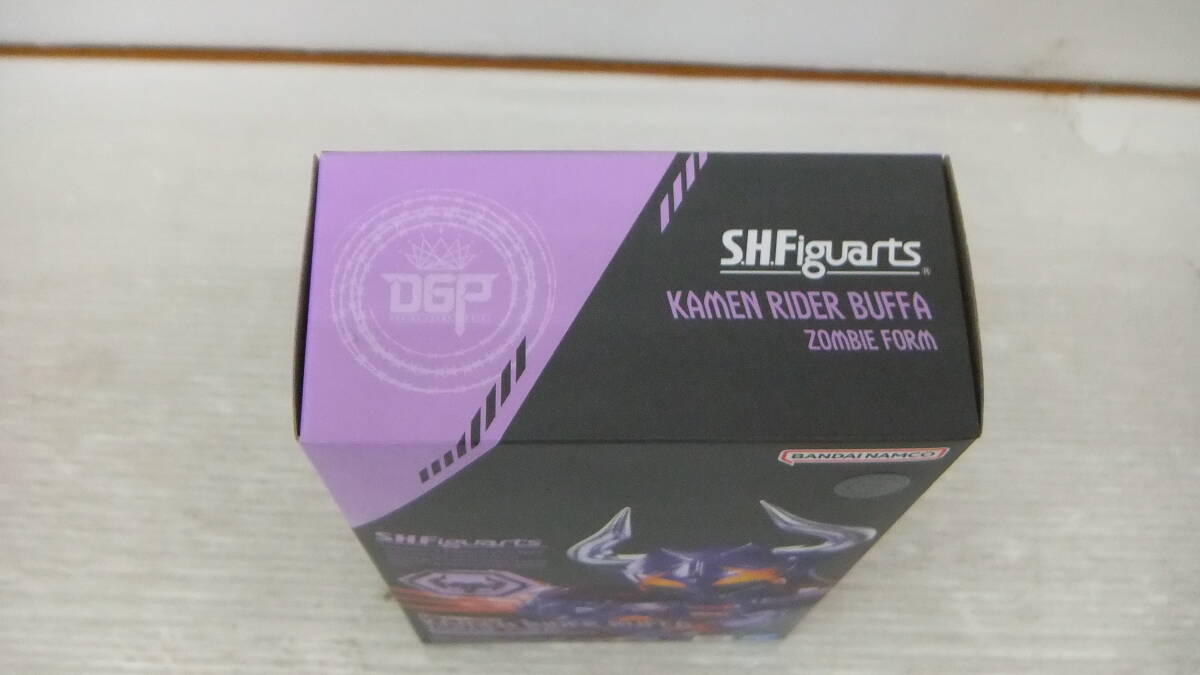 DGP
S.H.Figuarts
KAMEN RIDER BUFFA
ZOMBIE FORM
BANDAI NAMCO
S.H.Figuarts